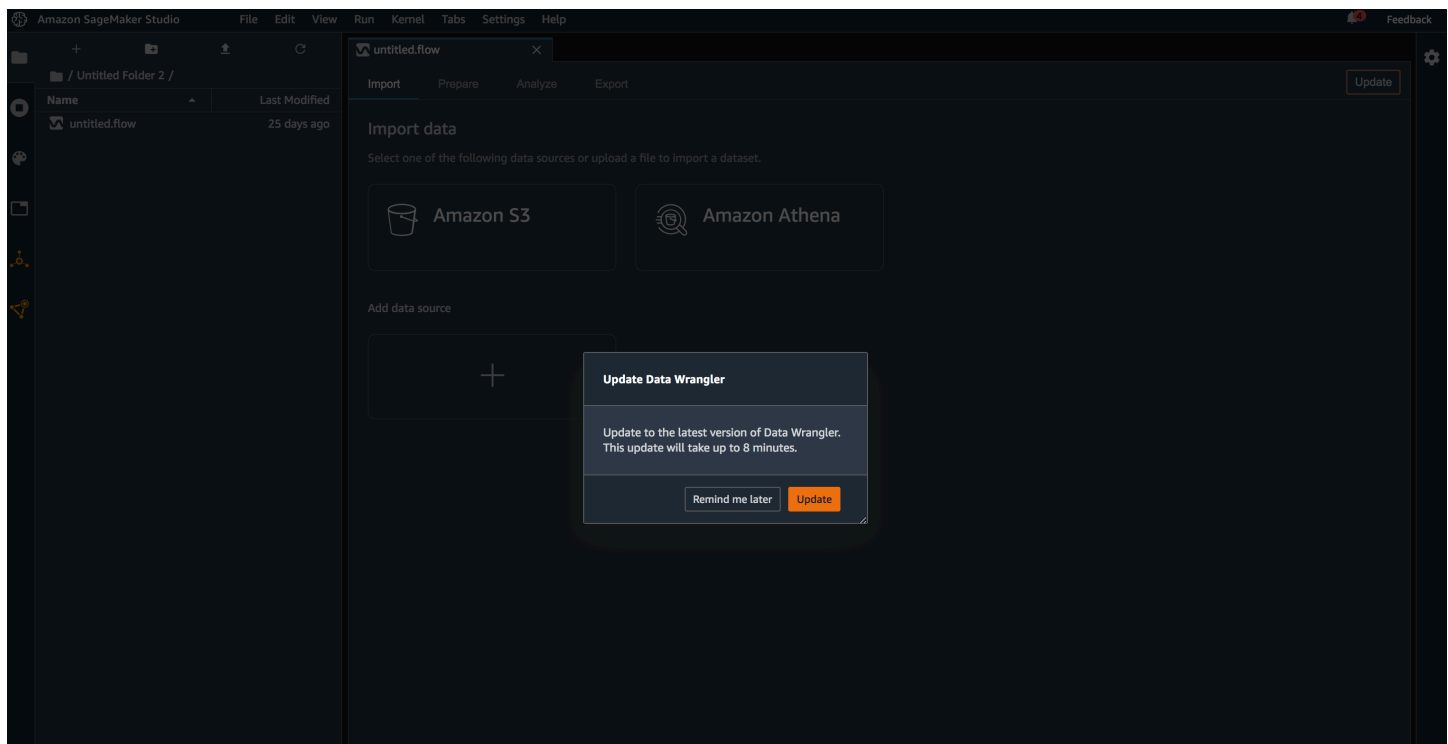 Amazon SageMaker Studio File Edit View Run Kernel Tabs Settings Help 4 Feedback
untitled.flow
/ Untitled Folder 2 /
Import Prepare Analyze Export Update
Name Last Modified
untitled.flow 25 days ago
Import data
Select one of the following data sources or upload a file to import a dataset.
Amazon S3 Amazon Athena
Add data source
Update Data Wrangler
Update to the latest version of Data Wrangler.
This update will take up to 8 minutes.
Remind me later Update